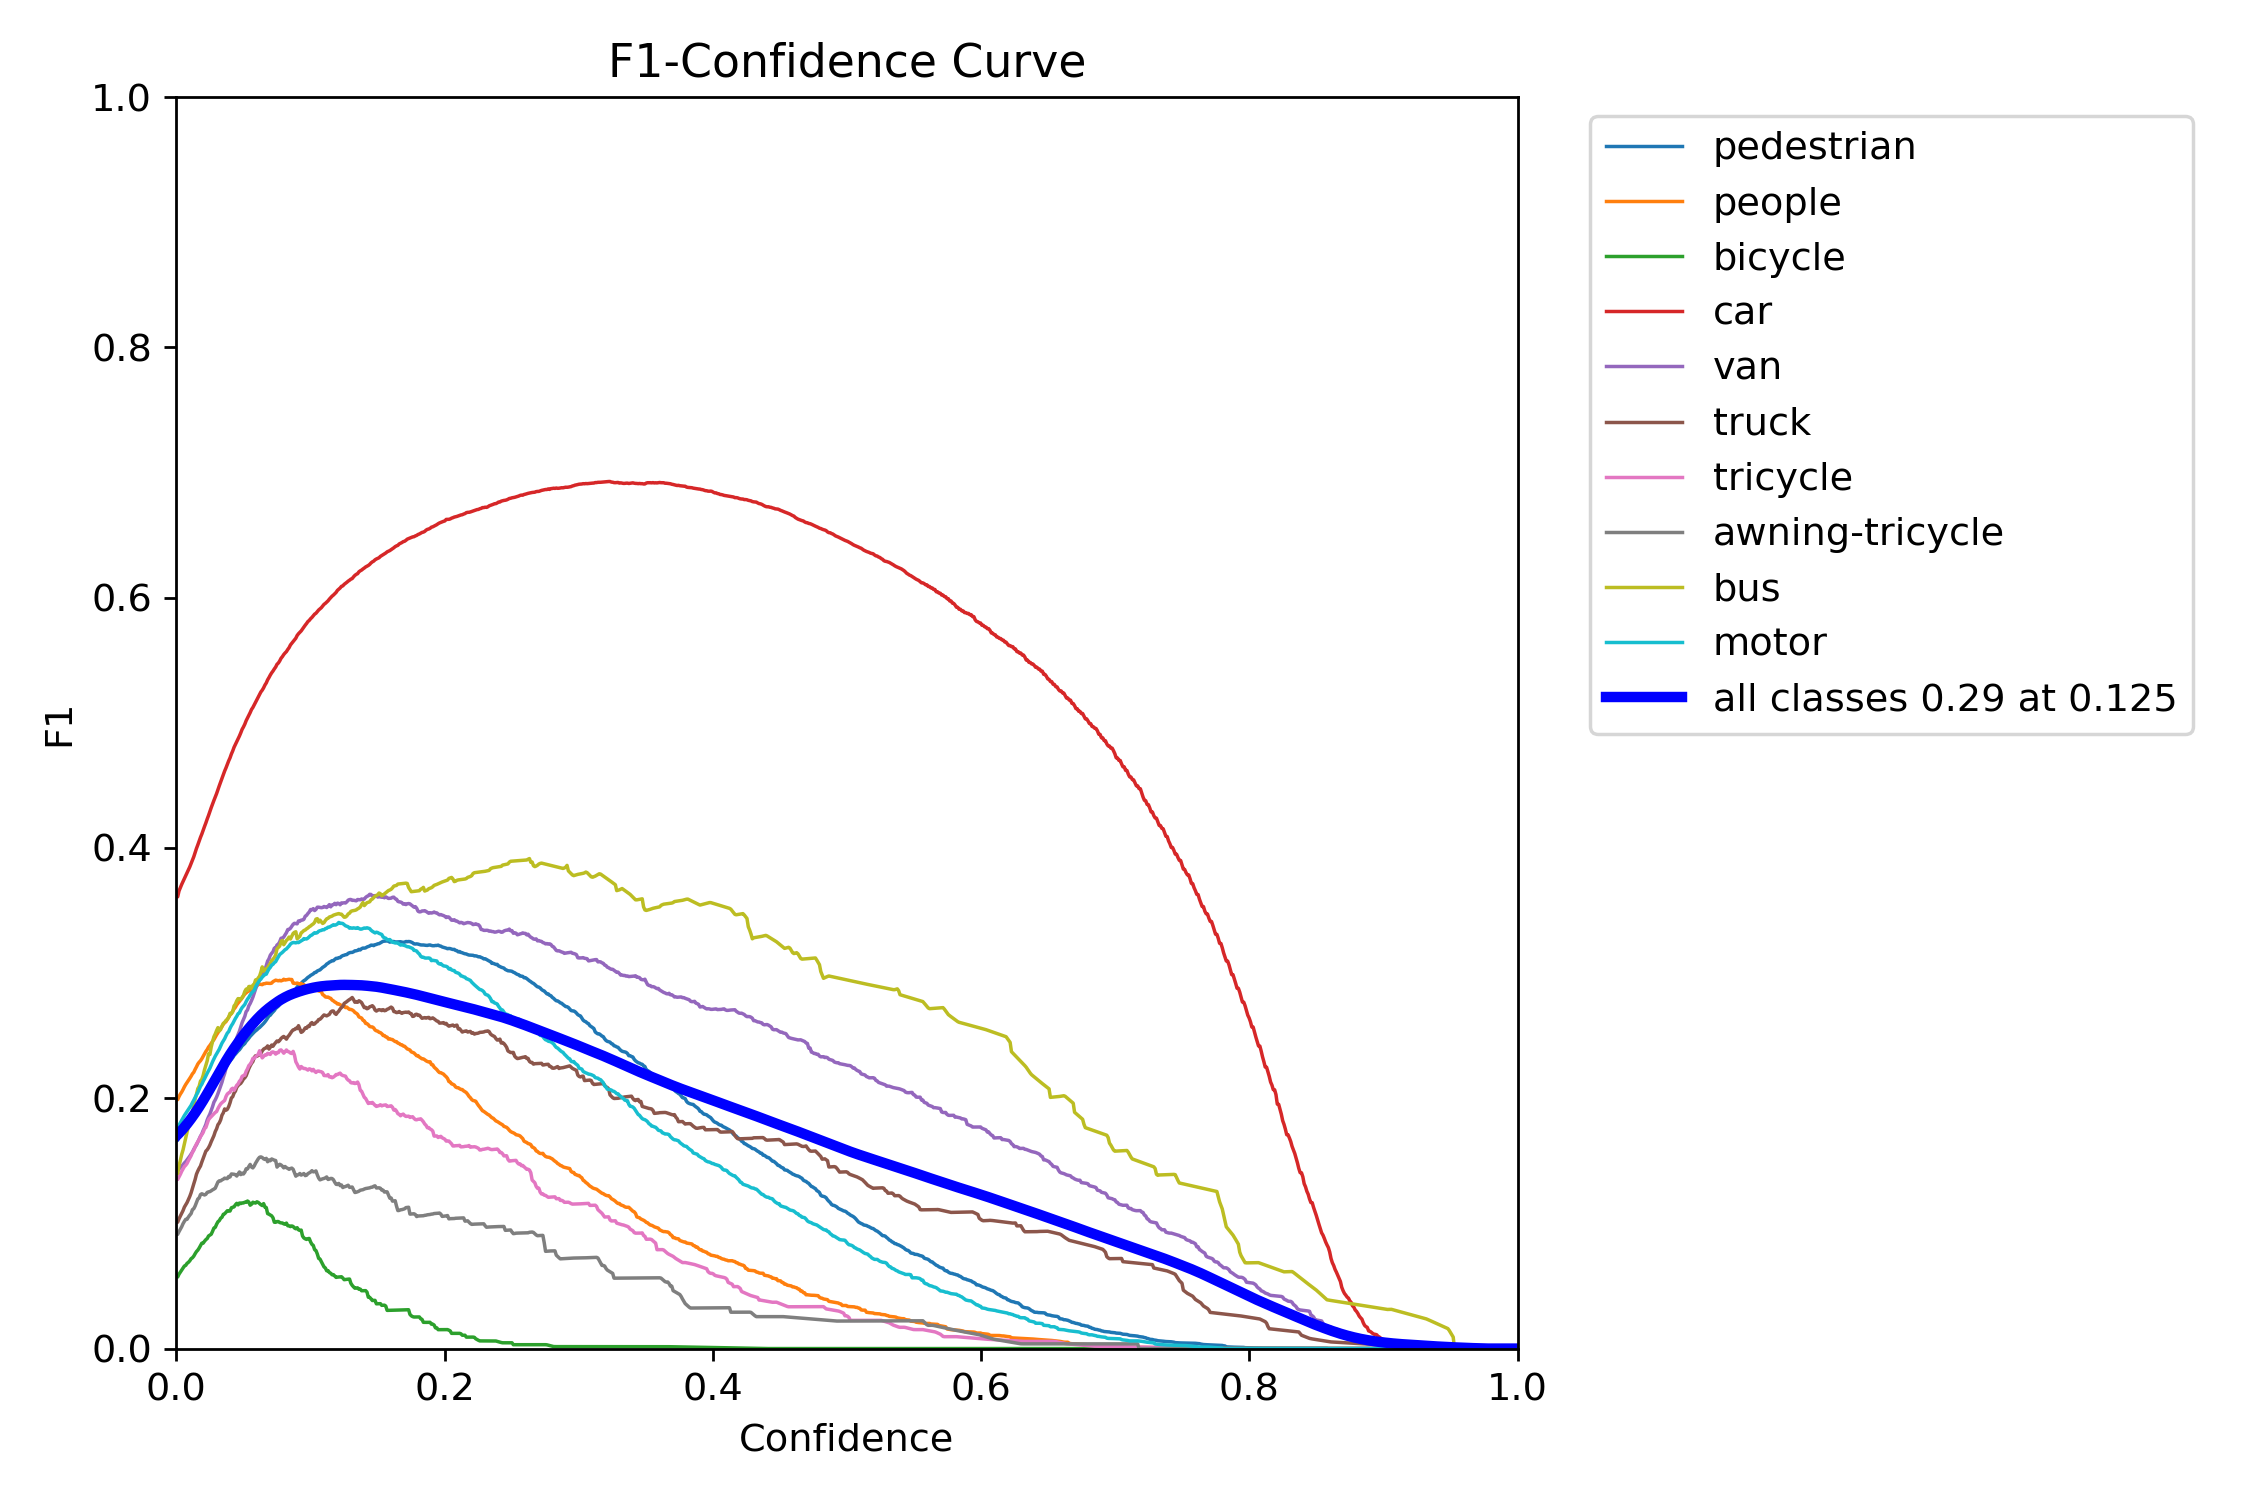 F1-Confidence Curve
1.0
0.8
0.6
0.4
0.2
0.0
F1
0.0 0.2 0.4 0.6 0.8 1.0
Confidence
pedestrian
people
bicycle
car
van
truck
tricycle
awning-tricycle
bus
motor
all classes 0.29 at 0.125